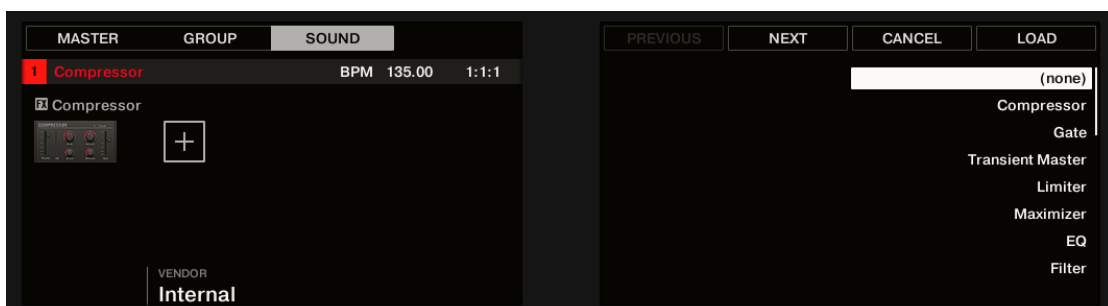 MASTER GROUP SOUND
1 Compressor BPM 135.00 1:1:1
FX Compressor
VENDOR
Internal
PREVIOUS NEXT CANCEL LOAD
(none)
Compressor
Gate
Transient Master
Limiter
Maximizer
EQ
Filter